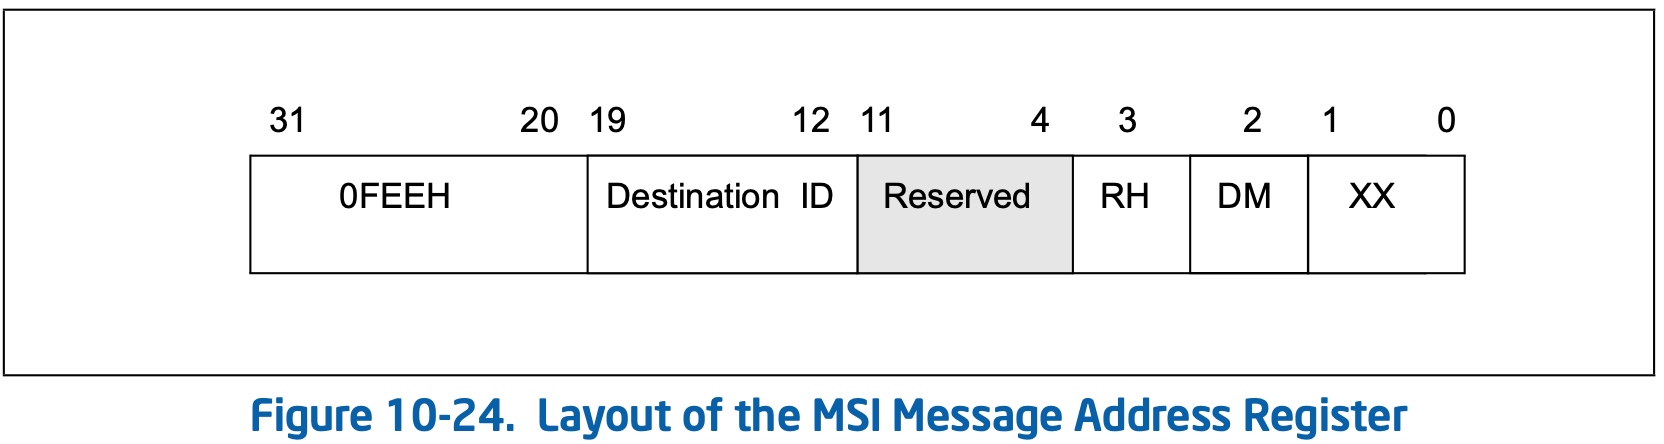 31 20 19 12 11 4 3 2 1 0
0FEEH Destination ID Reserved RH DM XX
Figure 10-24. Layout of the MSI Message Address Register